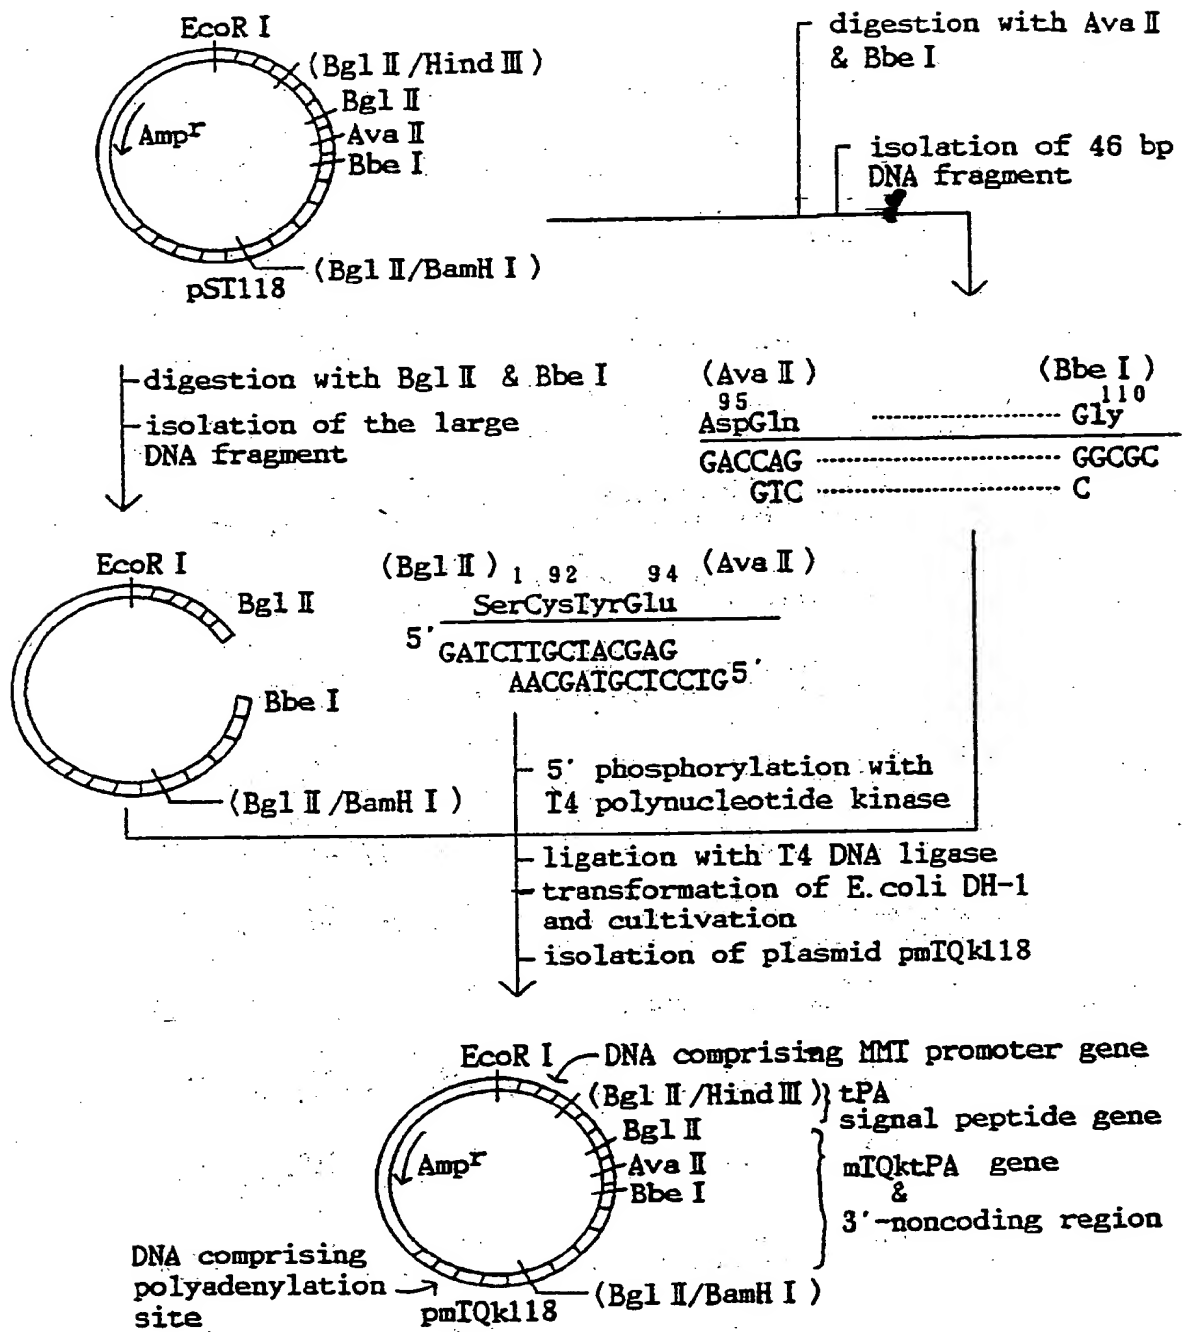 EcoR I
(Bgl II/Hind III)
Bgl II
Ava II
Bbe I
Ampr
(Bgl II/BamH I)
pST118
digestion with Ava II
& Bbe I
isolation of 46 bp
DNA fragment
digestion with Bgl II & Bbe I
isolation of the large
DNA fragment
(Ava II) (Bbe I)
95 110
AspGln ---------- Gly
GACCAG ---------- GGCGC
GTC ---------- C
EcoR I
Bgl II
Bbe I
(Bgl II/BamH I)
(Bgl II) 1 92 94 (Ava II)
SerCysTyrGlu
5' GATCTTGCTACGAG
AACGATGCTCCTG5'
5' phosphorylation with
T4 polynucleotide kinase
ligation with T4 DNA ligase
transformation of E.coli DH-1
and cultivation
isolation of plasmid pmTQk118
EcoR I
DNA comprising MMT promoter gene
(Bgl II/Hind III)} tPA
signal peptide gene
Bgl II
Ava II
Bbe I
mTQktPA gene
&
3'-noncoding region
Ampr
DNA comprising
polyadenylation
site
(Bgl II/BamH I)
pmTQk118